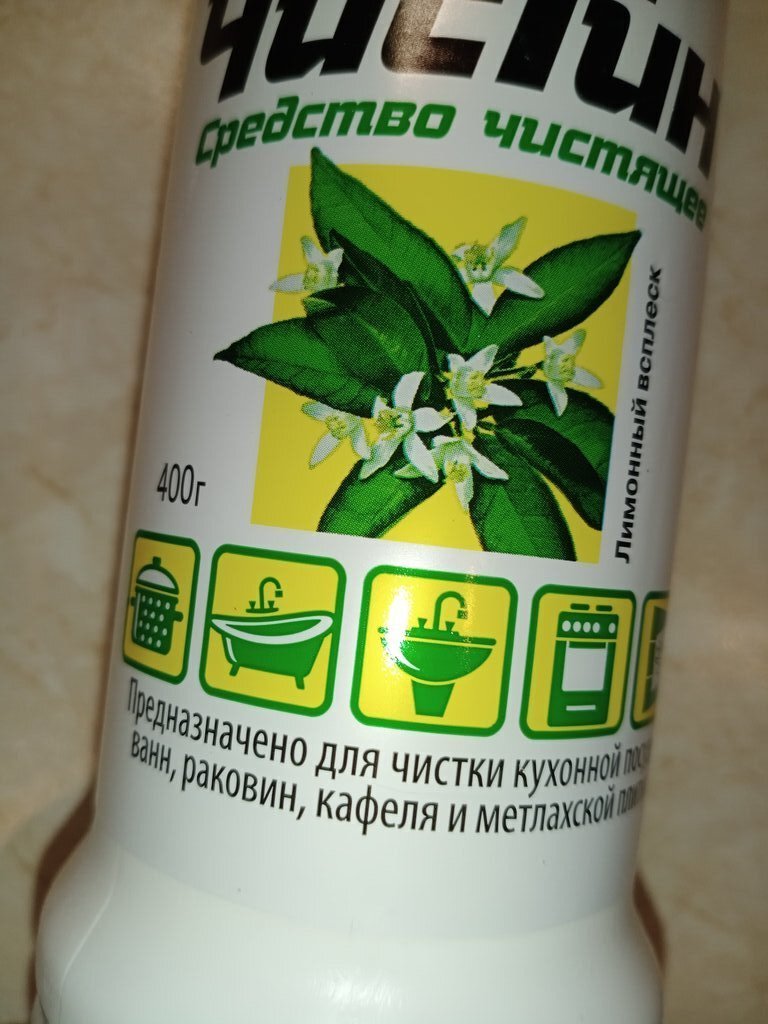 Чистин
Средство чистящее
Лимонный всплеск
400г
Предназначено для чистки кухонной
ванн, раковин, кафеля и метлахской